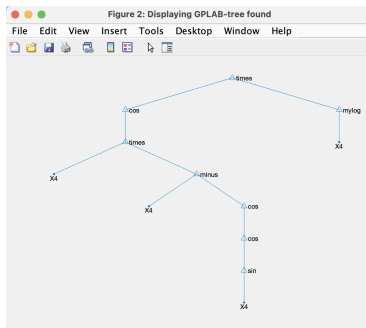 Figure 2: Displaying GPLAB-tree found
File Edit View Insert Tools Desktop Window Help
times
cos
mylog
times
X4
X4
minus
X4
cos
cos
sin
X4